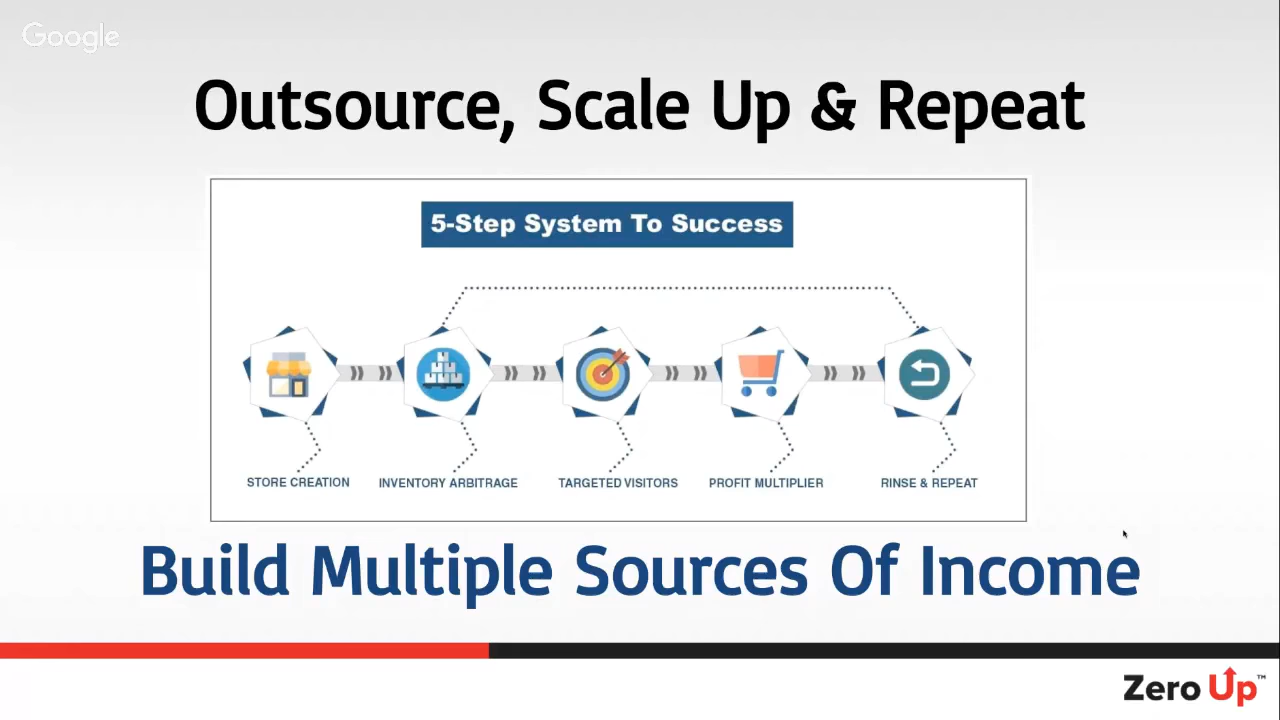 Google
Outsource, Scale Up & Repeat
5-Step System To Success
STORE CREATION
INVENTORY ARBITRAGE
TARGETED VISITORS
PROFIT MULTIPLIER
RINSE & REPEAT
Build Multiple Sources Of Income
Zero Up™